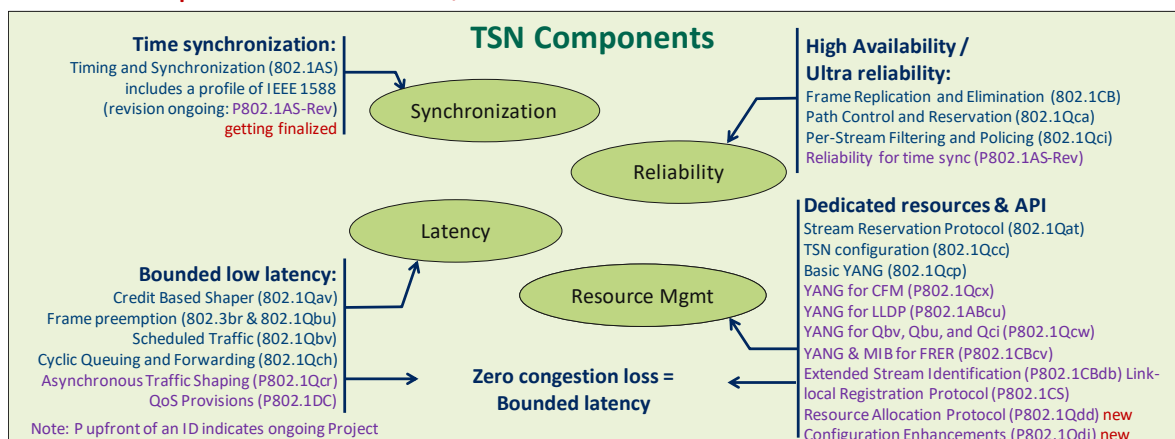 TSN Components
Time synchronization:
Timing and Synchronization (802.1AS)
includes a profile of IEEE 1588
(revision ongoing: P802.1AS-Rev)
getting finalized
Synchronization
High Availability /
Ultra reliability:
Frame Replication and Elimination (802.1CB)
Path Control and Reservation (802.1Qca)
Per-Stream Filtering and Policing (802.1Qci)
Reliability for time sync (P802.1AS-Rev)
Reliability
Latency
Bounded low latency:
Credit Based Shaper (802.1Qav)
Frame preemption (802.3br & 802.1Qbu)
Scheduled Traffic (802.1Qbv)
Cyclic Queuing and Forwarding (802.1Qch)
Asynchronous Traffic Shaping (P802.1Qcr)
QoS Provisions (P802.1DC)
Note: P upfront of an ID indicates ongoing Project
Resource Mgmt
Zero congestion loss =
Bounded latency
Dedicated resources & API
Stream Reservation Protocol (802.1Qat)
TSN configuration (802.1Qcc)
Basic YANG (802.1Qcp)
YANG for CFM (P802.1Qcx)
YANG for LLDP (P802.1ABcu)
YANG for Qbv, Qbu, and Qci (P802.1Qcw)
YANG & MIB for FRER (P802.1CBcv)
Extended Stream Identification (P802.1CBdb) Link-
local Registration Protocol (P802.1CS)
Resource Allocation Protocol (P802.1Qdd) new
Configuration Enhancements (P802.1Qdj) new